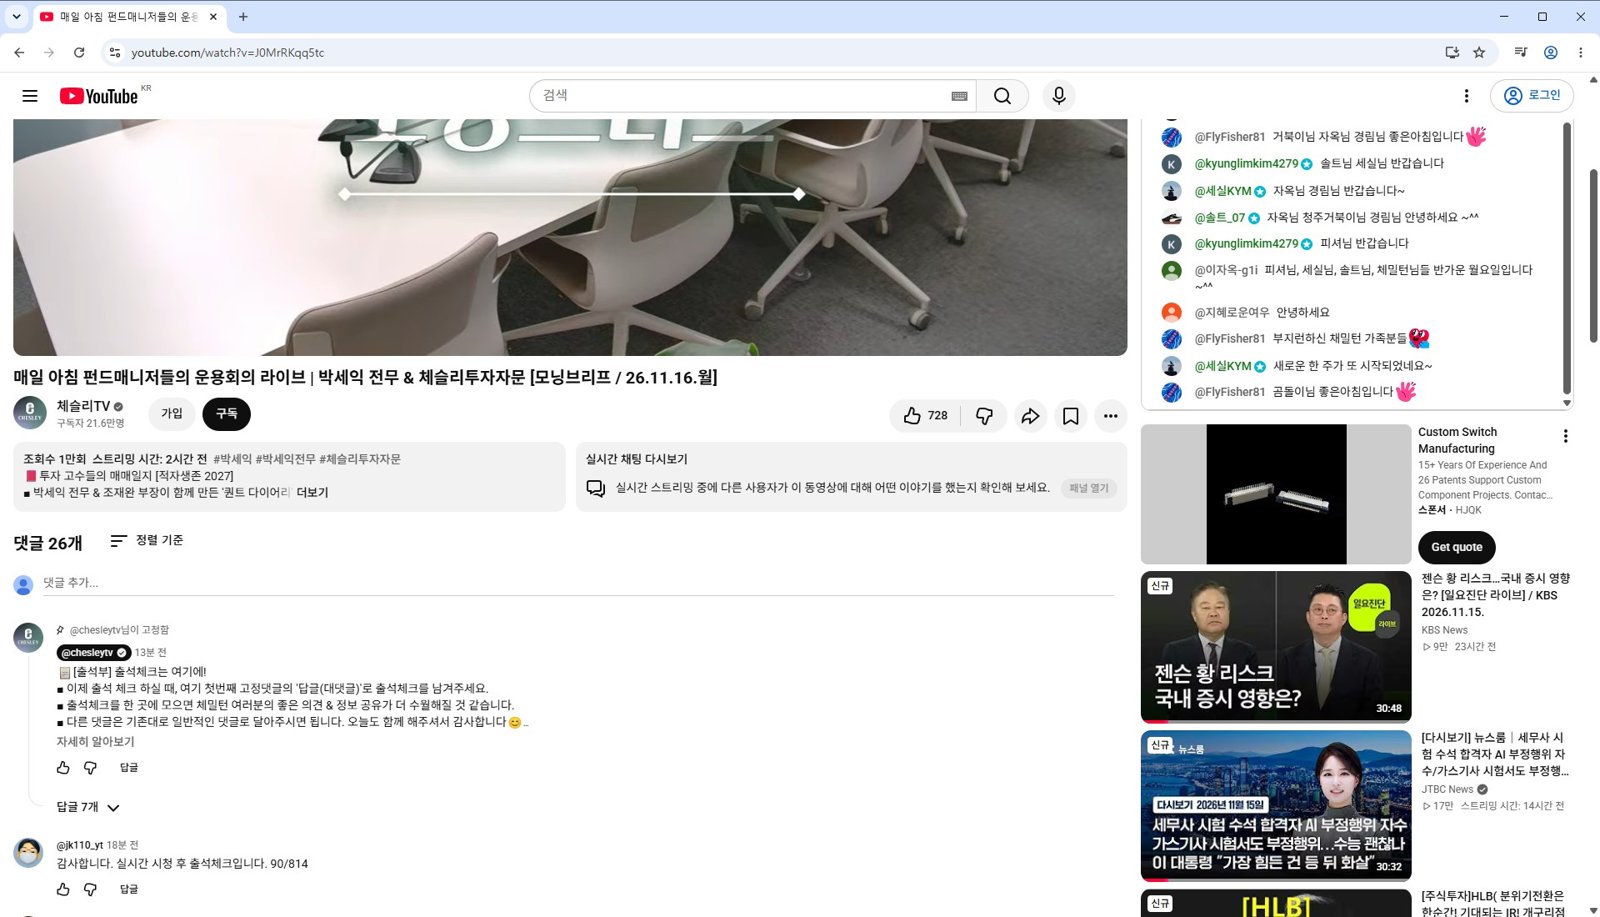 매일 아침 펀드매니저들의 운용
youtube.com/watch?v=J0MrRKqq5tc
YouTube KR
검색
로그인
@FlyFisher81 거북이님 자옥님 경림님 좋은아침입니다
@kyunglimkim4279 솔트님 세실님 반갑습니다
@세실KYM 자옥님 경림님 반갑습니다~
@솔트_07 자옥님 청주거북이님 경림님 안녕하세요 ~^^
@kyunglimkim4279 피셔님 반갑습니다
@이자옥-g1i 피셔님, 세실님, 솔트님, 체밀턴님들 반가운 월요일입니다
~^^
@지혜로운여우 안녕하세요
@FlyFisher81 부지런하신 채밀턴 가족분들
@세실KYM 새로운 한 주가 또 시작되었네요~
@FlyFisher81 곰돌이님 좋은아침입니다
매일 아침 펀드매니저들의 운용회의 라이브 | 박세익 전무 & 체슬리투자자문 [모닝브리프 / 26.11.16.월]
체슬리TV
구독자 21.6만명
가입
구독
728
조회수 1만회 스트리밍 시간: 2시간 전 #박세익 #박세익전무 #체슬리투자자문
투자 고수들의 매매일지 [적자생존 2027]
■ 박세익 전무 & 조재완 부장이 함께 만든 '퀀트 다이어리' 더보기
실시간 채팅 다시보기
실시간 스트리밍 중에 다른 사용자가 이 동영상에 대해 어떤 이야기를 했는지 확인해 보세요.
패널 열기
댓글 26개
정렬 기준
댓글 추가...
@chesleytv님이 고정함
@chesleytv 13분 전
[출석부] 출석체크는 여기에!
■ 이제 출석 체크 하실 때, 여기 첫번째 고정댓글의 '답글(대댓글)'로 출석체크를 남겨주세요.
■ 출석체크를 한 곳에 모으면 체밀턴 여러분의 좋은 의견 & 정보 공유가 더 수월해질 것 같습니다.
■ 다른 댓글은 기존대로 일반적인 댓글로 달아주시면 됩니다. 오늘도 함께 해주셔서 감사합니다 ..
자세히 알아보기
답글
답글 7개
@jk110_yt 18분 전
감사합니다. 실시간 시청 후 출석체크입니다. 90/814
답글
Custom Switch
Manufacturing
15+ Years Of Experience And
26 Patents Support Custom
Component Projects. Contac...
스폰서 · HJQK
Get quote
신규
일요진단
라이브
젠슨 황 리스크
국내 증시 영향은?
30:48
젠슨 황 리스크...국내 증시 영향
은? [일요진단 라이브] / KBS
2026.11.15.
KBS News
9만 23시간 전
신규
뉴스룸
다시보기 2026년 11월 15일
세무사 시험 수석 합격자 AI 부정행위 자수
가스기사 시험서도 부정행위...수능 괜찮나
이 대통령 "가장 힘든 건 등 뒤 화살"
30:32
[다시보기] 뉴스룸｜세무사 시
험 수석 합격자 AI 부정행위 자
수/가스기사 시험서도 부정행...
JTBC News
17만 스트리밍 시간: 14시간 전
신규
[HLB]
[주식투자]HLB( 분위기전환은
한순간! 기대되는 IR! 개구리점